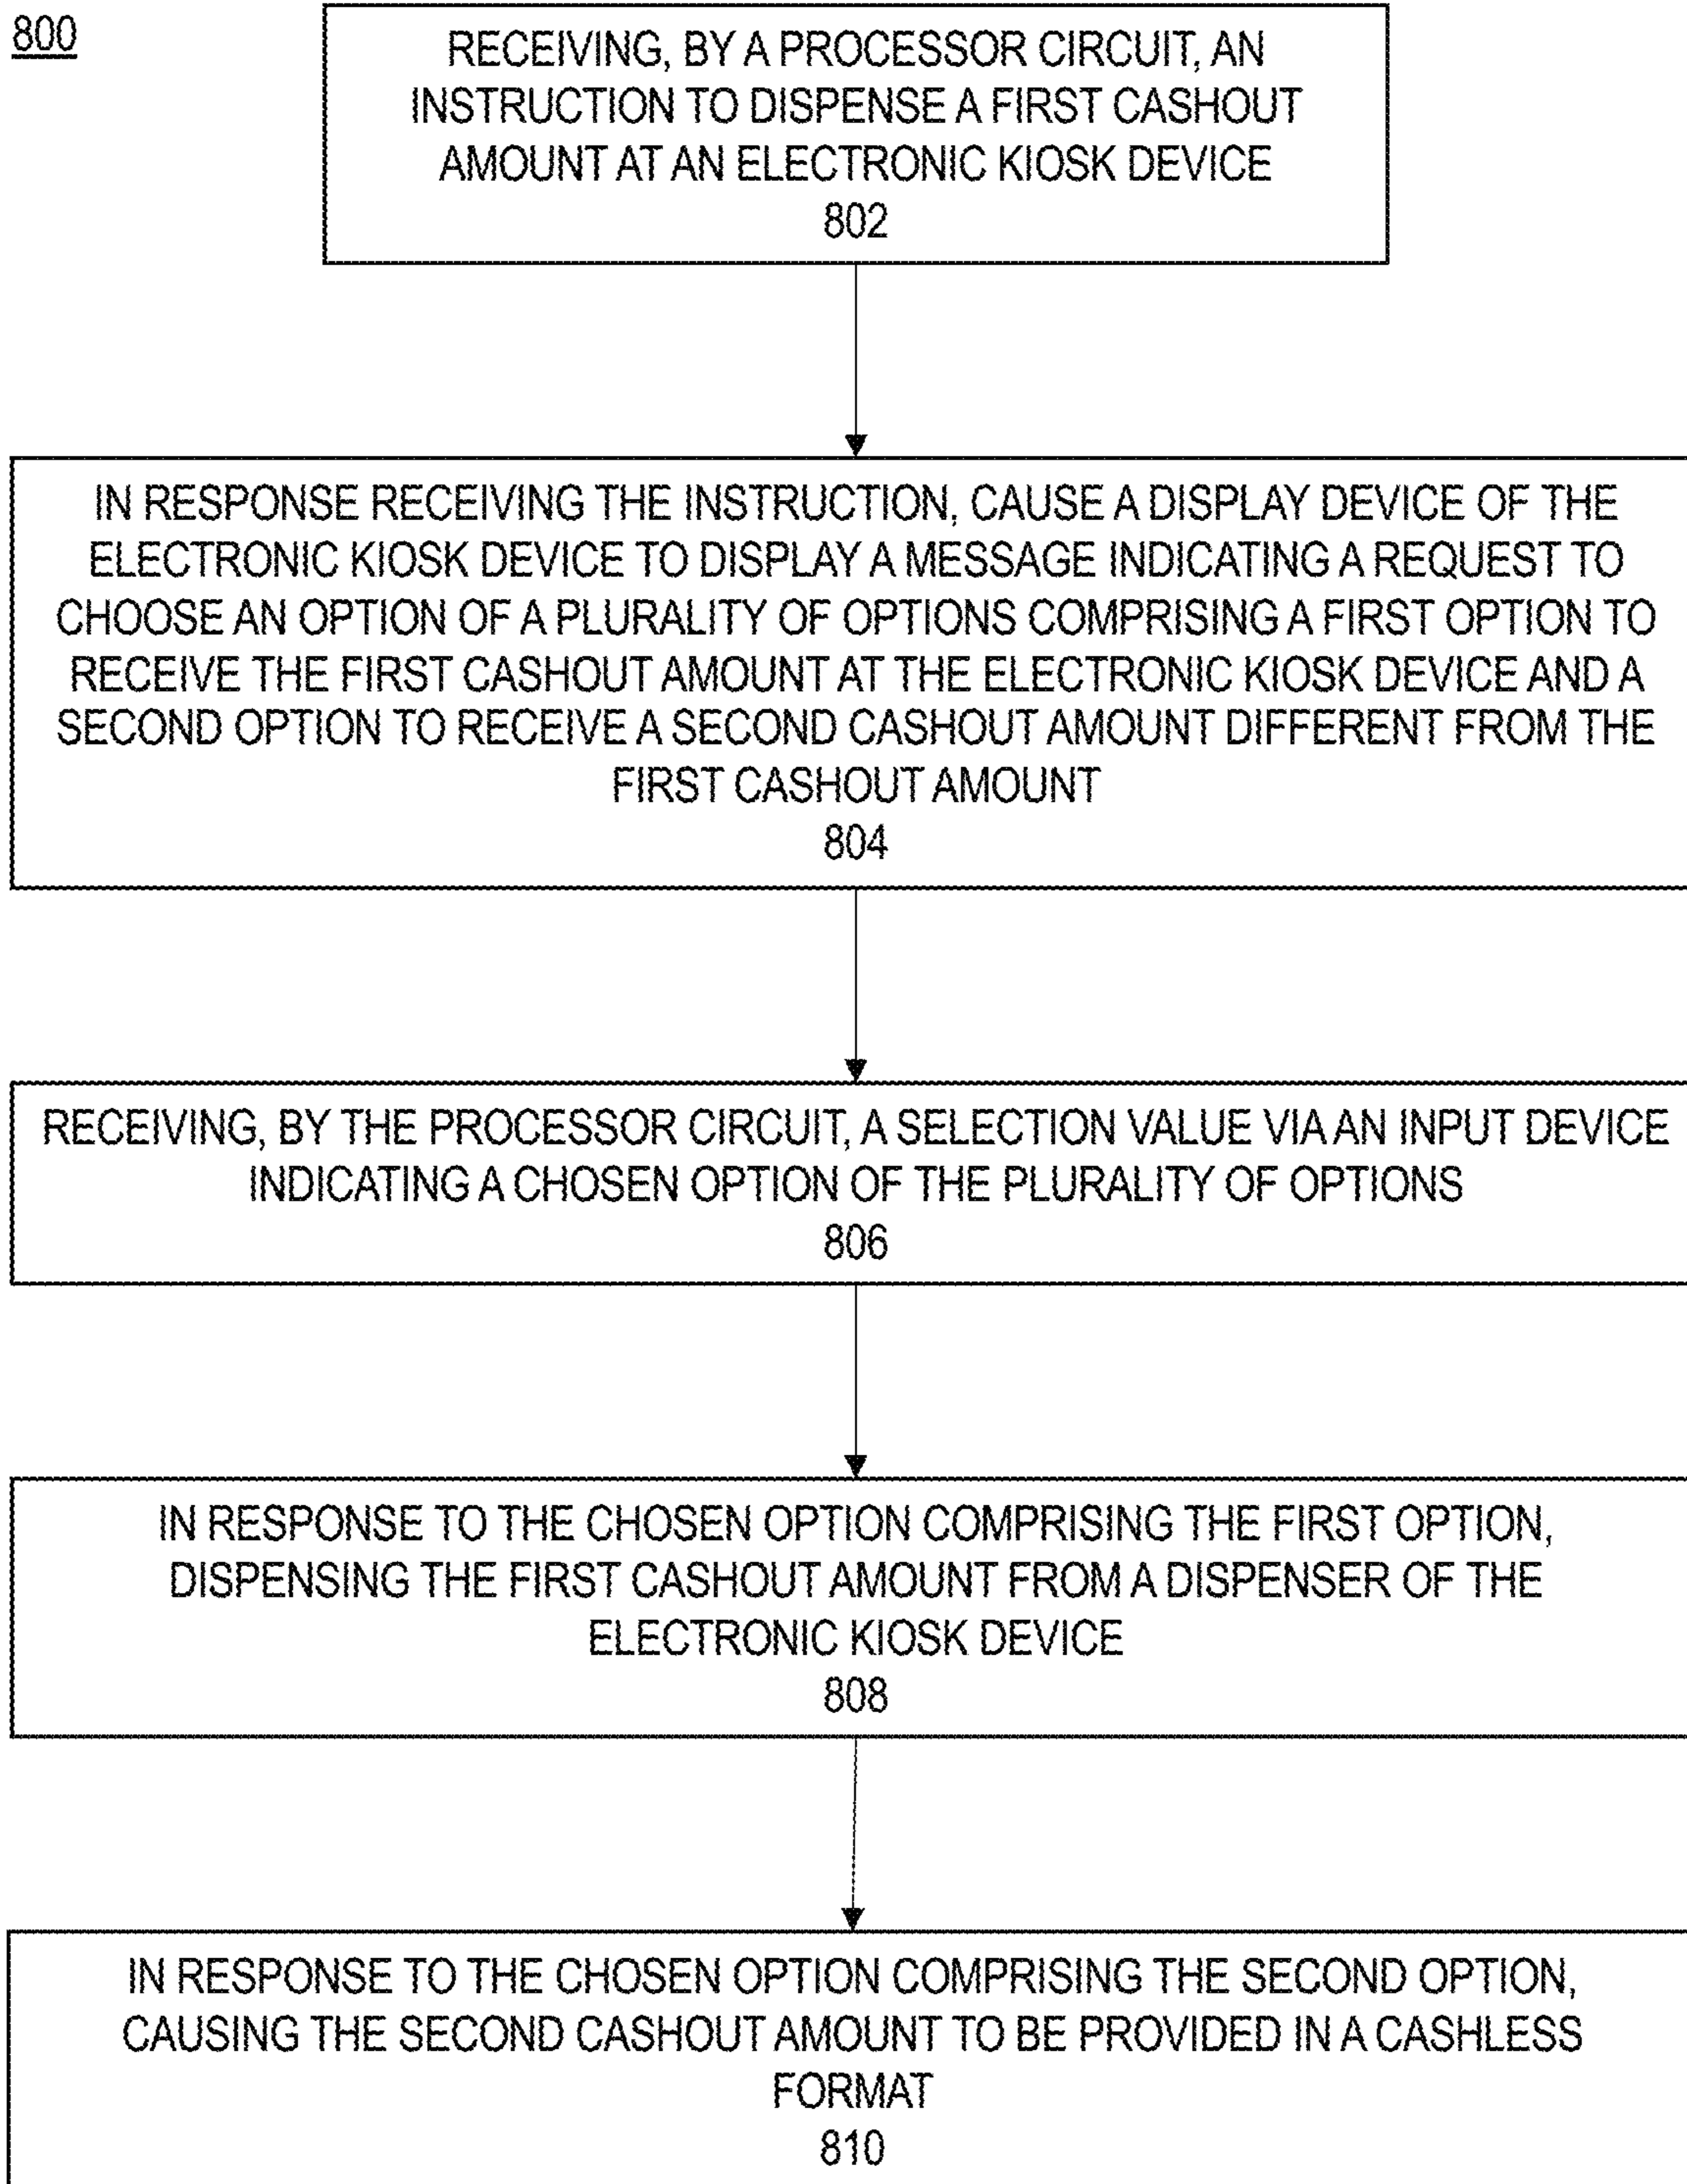 800
RECEIVING, BY A PROCESSOR CIRCUIT, AN
INSTRUCTION TO DISPENSE A FIRST CASHOUT
AMOUNT AT AN ELECTRONIC KIOSK DEVICE
802
IN RESPONSE RECEIVING THE INSTRUCTION, CAUSE A DISPLAY DEVICE OF THE
ELECTRONIC KIOSK DEVICE TO DISPLAY A MESSAGE INDICATING A REQUEST TO
CHOOSE AN OPTION OF A PLURALITY OF OPTIONS COMPRISING A FIRST OPTION TO
RECEIVE THE FIRST CASHOUT AMOUNT AT THE ELECTRONIC KIOSK DEVICE AND A
SECOND OPTION TO RECEIVE A SECOND CASHOUT AMOUNT DIFFERENT FROM THE
FIRST CASHOUT AMOUNT
804
RECEIVING, BY THE PROCESSOR CIRCUIT, A SELECTION VALUE VIA AN INPUT DEVICE
INDICATING A CHOSEN OPTION OF THE PLURALITY OF OPTIONS
806
IN RESPONSE TO THE CHOSEN OPTION COMPRISING THE FIRST OPTION,
DISPENSING THE FIRST CASHOUT AMOUNT FROM A DISPENSER OF THE
ELECTRONIC KIOSK DEVICE
808
IN RESPONSE TO THE CHOSEN OPTION COMPRISING THE SECOND OPTION,
CAUSING THE SECOND CASHOUT AMOUNT TO BE PROVIDED IN A CASHLESS
FORMAT
810